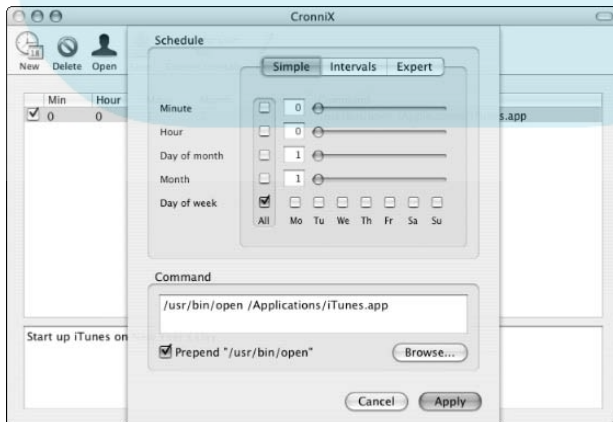 CronniX
New Delete Open
Min Hour
0 0
s.app
Start up iTunes on
Schedule
Simple Intervals Expert
Minute 0
Hour 0
Day of month 1
Month 1
Day of week
All Mo Tu We Th Fr Sa Su
Command
/usr/bin/open /Applications/iTunes.app
Prepend "/usr/bin/open"
Browse...
Cancel Apply